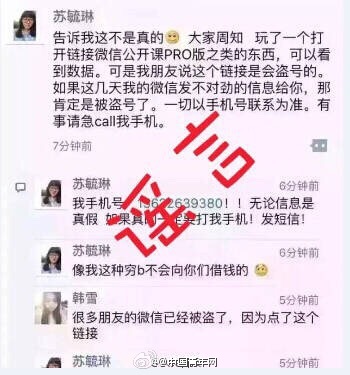 苏毓琳
告诉我这不是真的 大家周知 玩了一个打
开链接微信公开课PRO版之类的东西，可以看
到数据。可是我朋友说这个链接是会盗号的。
如果这几天我的微信发不对劲的信息给你，那
肯定是被盗号了。一切以手机号联系为准。有
事请急call我手机。
7分钟前
谣言
苏毓琳
6分钟前
我手机号 13632639380！！无论信息是
真假 如果真的一定要打我手机！发短信！
苏毓琳
6分钟前
像我这种穷b不会向你们借钱的
韩雪
5分钟前
很多朋友的微信已经被盗了，因为点了这个
链接
苏毓琳
5分钟前
@中国青年网